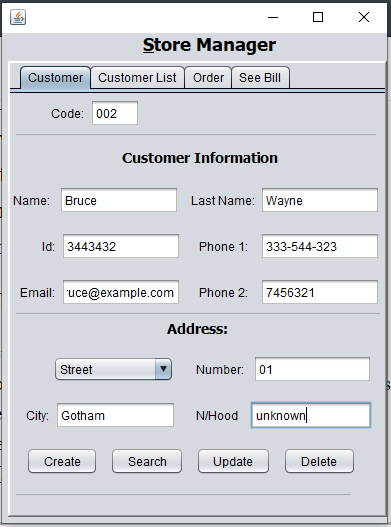 Store Manager
Customer Customer List Order See Bill
Code: 002
Customer Information
Name: Bruce Last Name: Wayne
Id: 3443432 Phone 1: 333-544-323
Email: ruce@example.com Phone 2: 7456321
Address:
Street Number: 01
City: Gotham N/Hood unknown
Create Search Update Delete